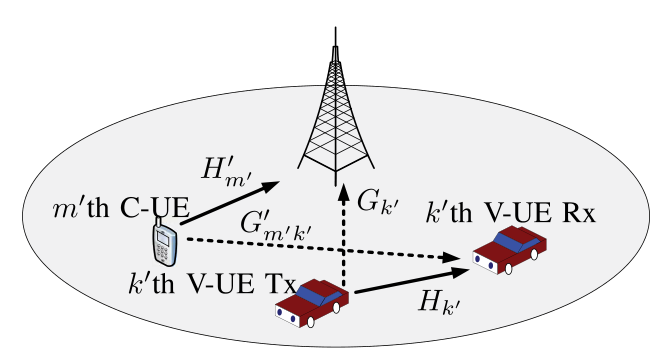 H′_{m′}
m′th C-UE
G_{k′}
k′th V-UE Rx
G′_{m′k′}
k′th V-UE Tx
H_{k′}